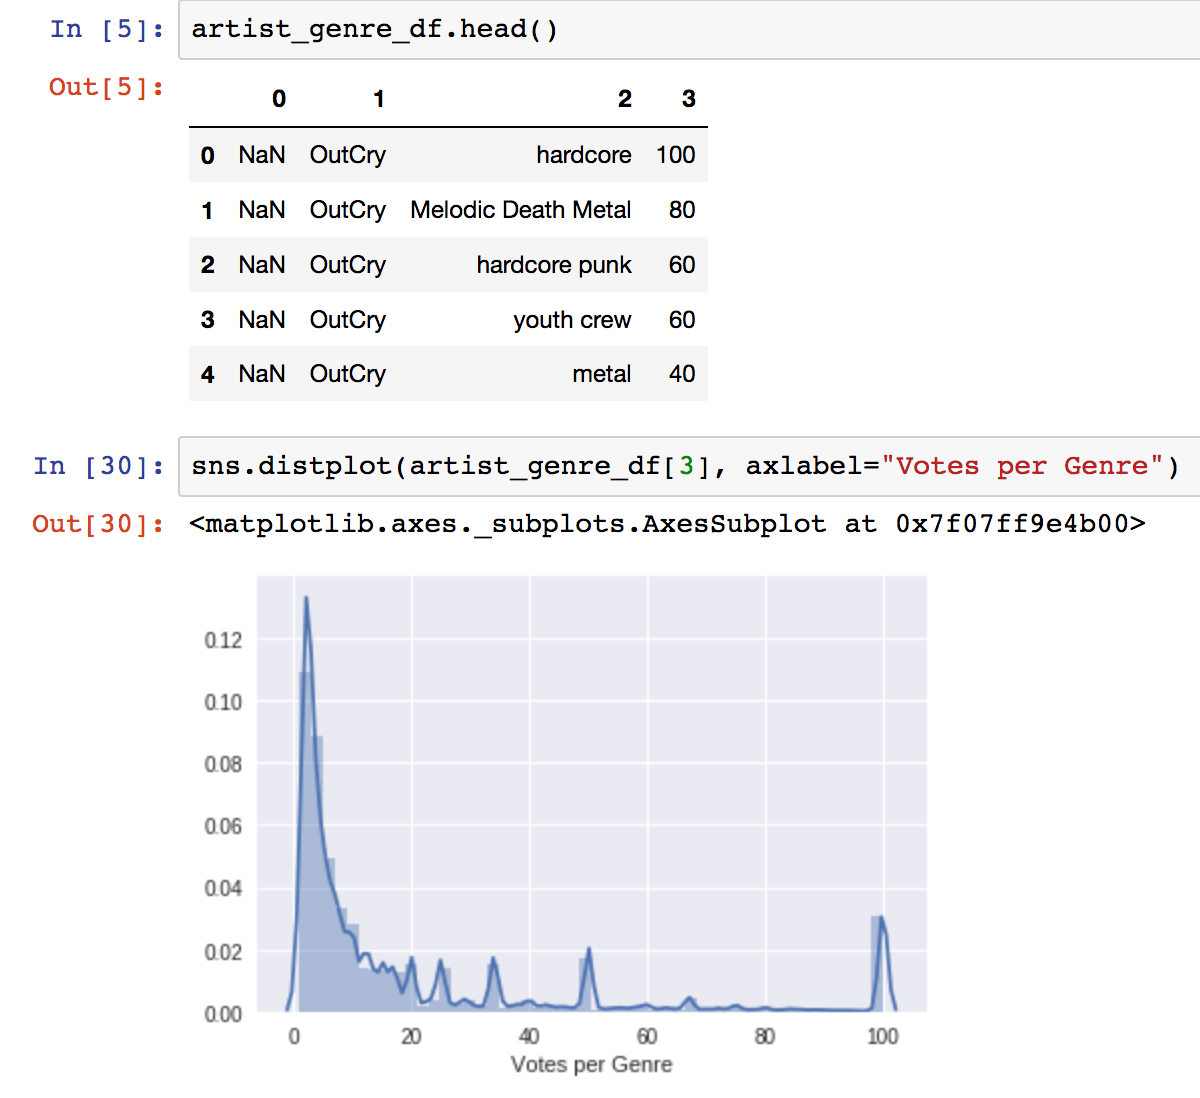 In [5]: artist_genre_df.head()
Out[5]:
0 1 2 3
0 NaN OutCry hardcore 100
1 NaN OutCry Melodic Death Metal 80
2 NaN OutCry hardcore punk 60
3 NaN OutCry youth crew 60
4 NaN OutCry metal 40
In [30]: sns.distplot(artist_genre_df[3], axlabel="Votes per Genre")
Out[30]: <matplotlib.axes._subplots.AxesSubplot at 0x7f07ff9e4b00>
0.12
0.10
0.08
0.06
0.04
0.02
0.00
0 20 40 60 80 100
Votes per Genre